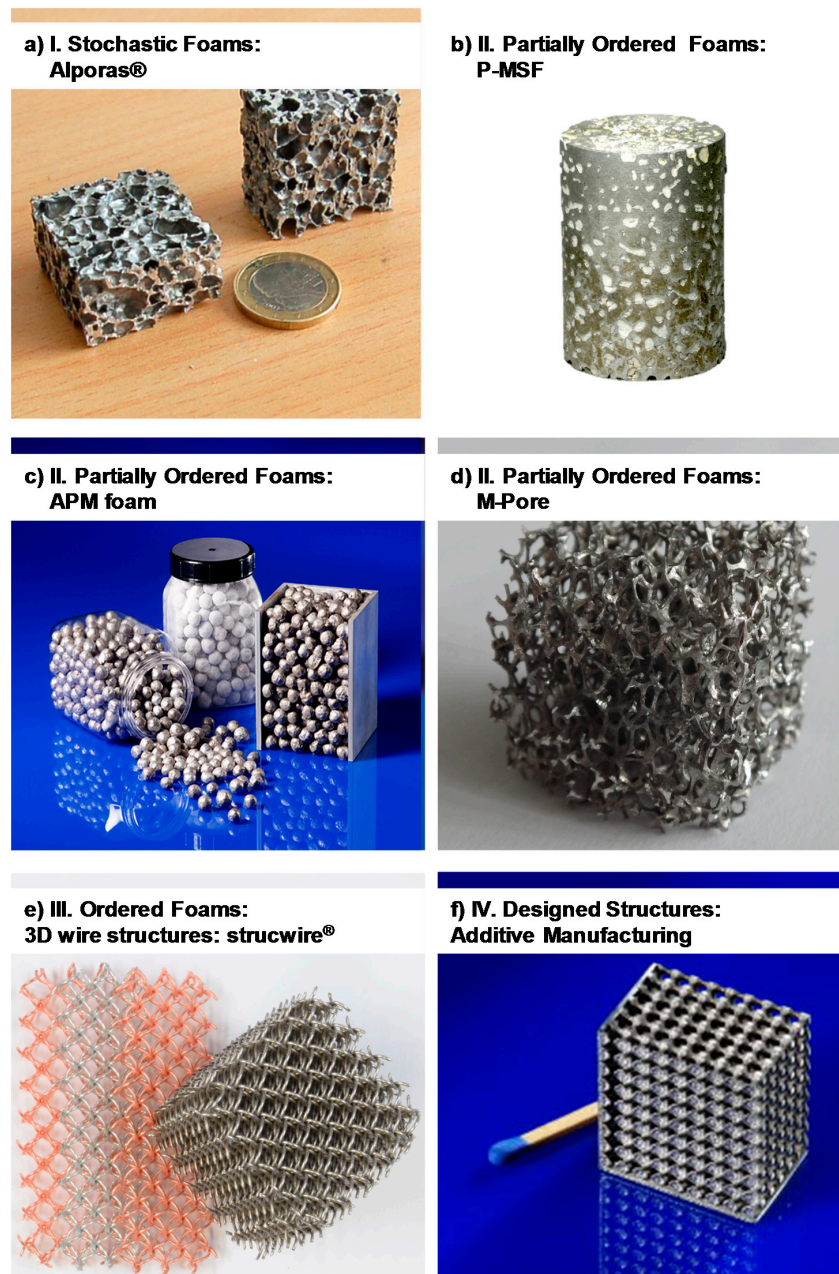 a) I. Stochastic Foams:
Alporas®
b) II. Partially Ordered Foams:
P-MSF
c) II. Partially Ordered Foams:
APM foam
d) II. Partially Ordered Foams:
M-Pore
e) III. Ordered Foams:
3D wire structures: strucwire®
f) IV. Designed Structures:
Additive Manufacturing